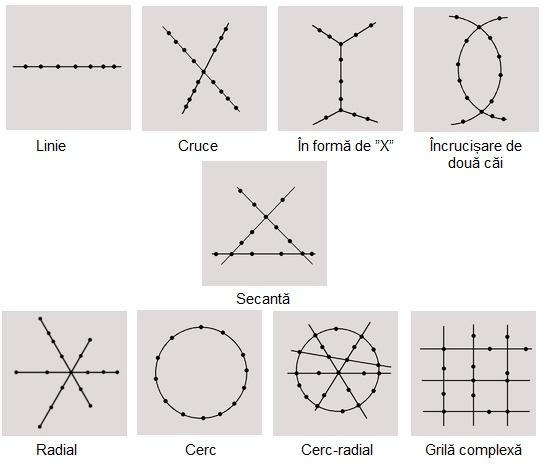 Linie
Cruce
În formă de ”X”
Încrucișare de
două căi
Secantă
Radial
Cerc
Cerc-radial
Grilă complexă